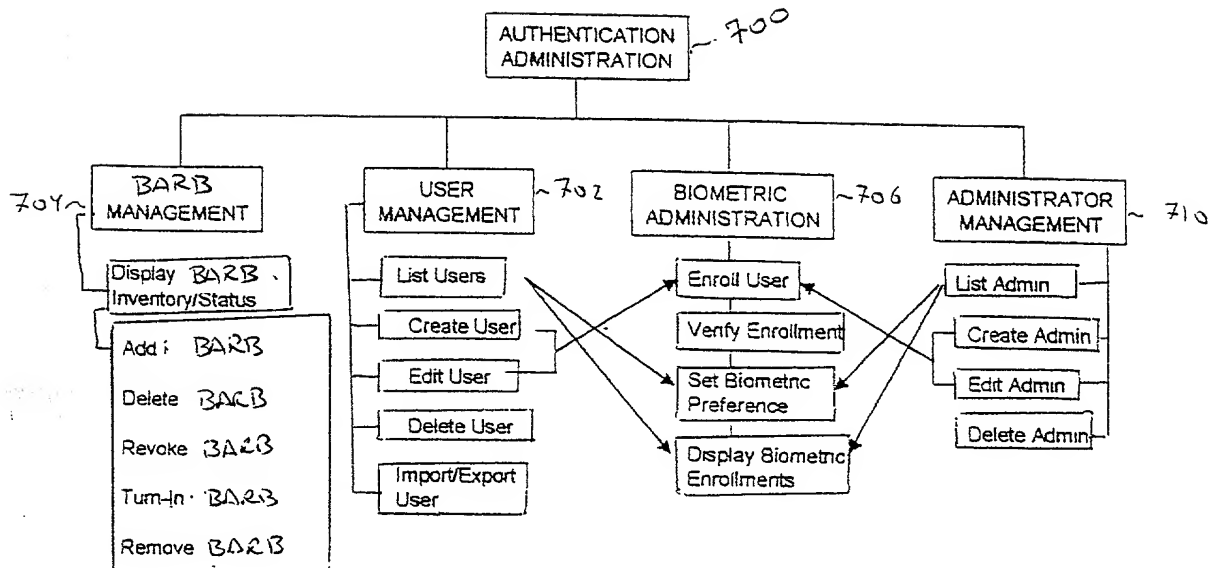 AUTHENTICATION
ADMINISTRATION
700
704
BARB
MANAGEMENT
USER
MANAGEMENT
702
BIOMETRIC
ADMINISTRATION
706
ADMINISTRATOR
MANAGEMENT
710
Display BARB
Inventory/Status
Add BARB
Delete BARB
Revoke BARB
Turn-In BARB
Remove BARB
List Users
Create User
Edit User
Delete User
Import/Export
User
Enroll User
Verify Enrollment
Set Biometric
Preference
Display Biometric
Enrollments
List Admin
Create Admin
Edit Admin
Delete Admin